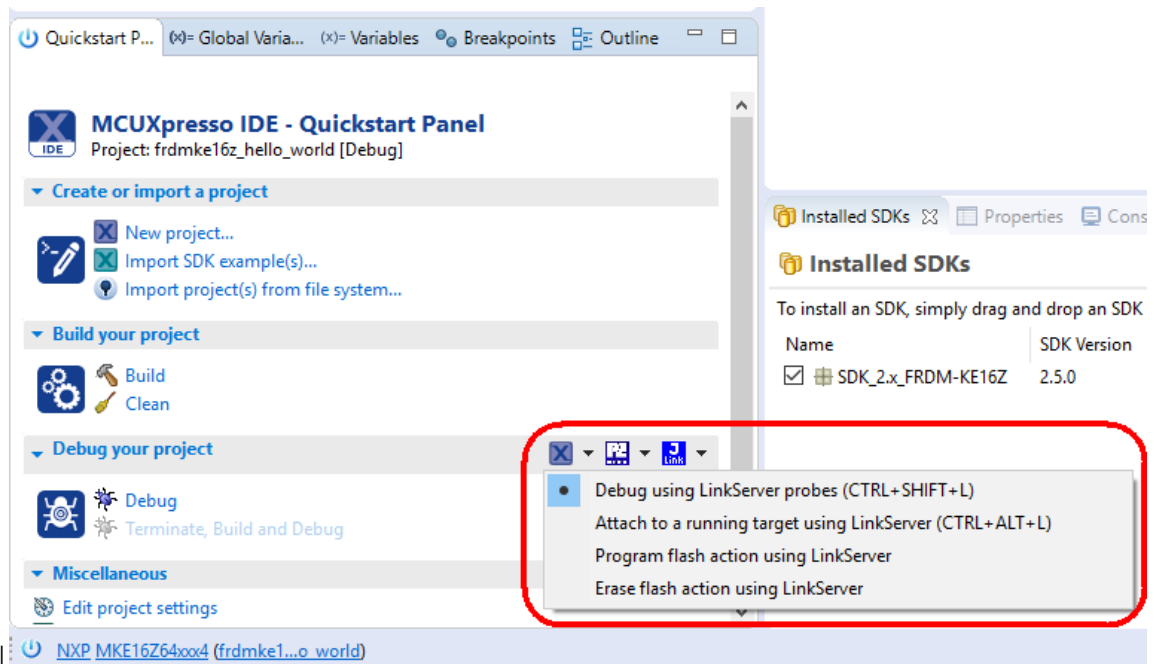 Quickstart P... (x)= Global Varia... (x)= Variables Breakpoints Outline
IDE
MCUXpresso IDE - Quickstart Panel
Project: frdmke16z_hello_world [Debug]
Create or import a project
New project...
Import SDK example(s)...
Import project(s) from file system...
Build your project
Build
Clean
Debug your project
Link
Debug
Terminate, Build and Debug
Debug using LinkServer probes (CTRL+SHIFT+L)
Attach to a running target using LinkServer (CTRL+ALT+L)
Program flash action using LinkServer
Erase flash action using LinkServer
Miscellaneous
Edit project settings
NXP MKE16Z64xxx4 (frdmke1...o_world)
Installed SDKs Properties Cons
Installed SDKs
To install an SDK, simply drag and drop an SDK
Name SDK Version
SDK_2.x_FRDM-KE16Z 2.5.0